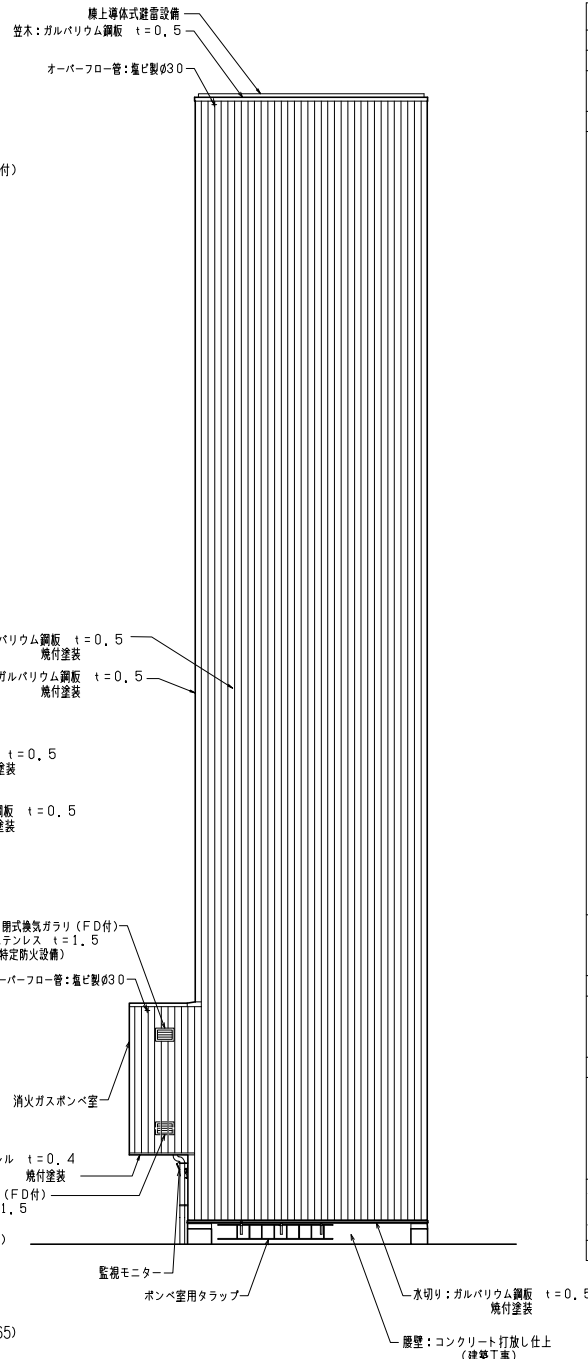 棟上導体式避雷設備
笠木：ガルバリウム鋼板　ｔ＝０．５
オーバーフロー管：塩ビ製φ３０
付）
バリウム鋼板　ｔ＝０．５
焼付塗装
ガルバリウム鋼板　ｔ＝０．５
焼付塗装
ｔ＝０．５
塗装
鋼板　ｔ＝０．５
塗装
閉式換気ガラリ（ＦＤ付）
テンレス　ｔ＝１．５
特定防火設備）
ーバーフロー管：塩ビ製φ３０
消火ガスボンベ室
ル　ｔ＝０．４
焼付塗装
（ＦＤ付）
１．５
）
監視モニター
ボンベ室用タラップ
水切り：ガルバリウム鋼板　ｔ＝０．５
焼付塗装
６５）
腰壁：コンクリート打放し仕上
（建築工事）